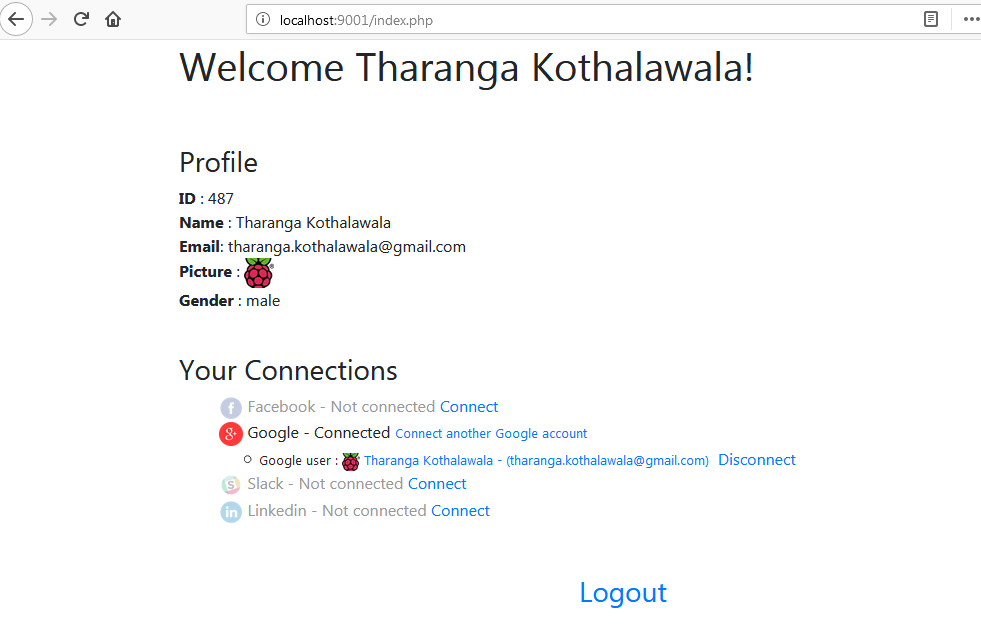 localhost:9001/index.php
Welcome Tharanga Kothalawala!
Profile
ID : 487
Name : Tharanga Kothalawala
Email: tharanga.kothalawala@gmail.com
Picture :
Gender : male
Your Connections
f Facebook - Not connected Connect
g+ Google - Connected Connect another Google account
Google user : Tharanga Kothalawala - (tharanga.kothalawala@gmail.com) Disconnect
S Slack - Not connected Connect
in Linkedin - Not connected Connect
Logout